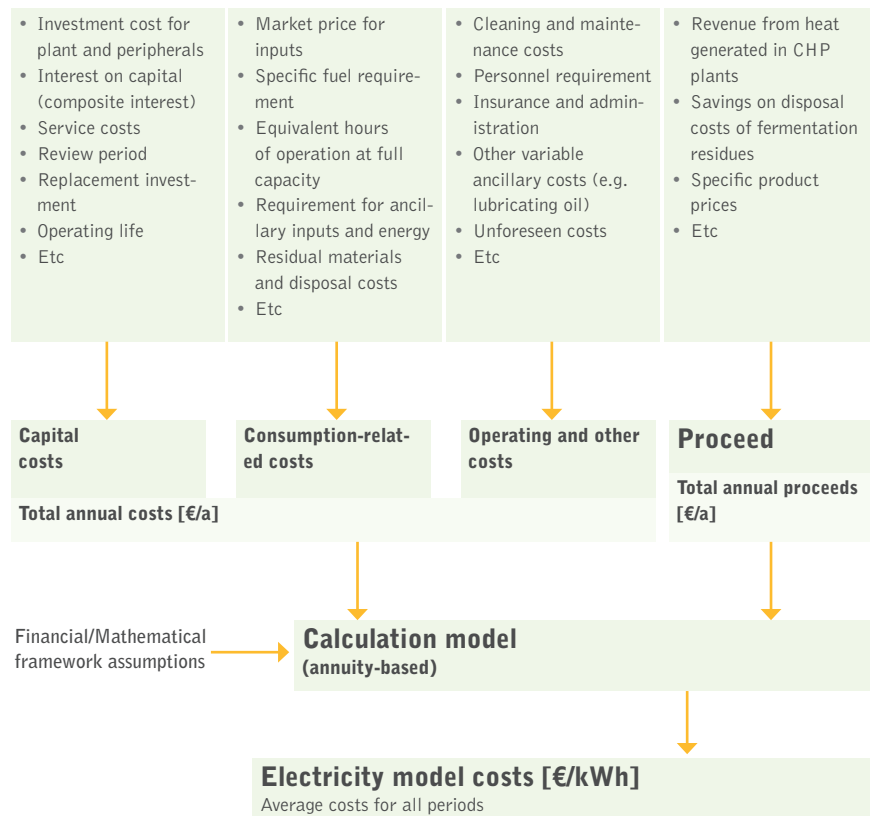 • Investment cost for
plant and peripherals
• Interest on capital
(composite interest)
• Service costs
• Review period
• Replacement invest-
ment
• Operating life
• Etc
• Market price for
inputs
• Specific fuel require-
ment
• Equivalent hours
of operation at full
capacity
• Requirement for ancil-
lary inputs and energy
• Residual materials
and disposal costs
• Etc
• Cleaning and mainte-
nance costs
• Personnel requirement
• Insurance and admin-
istration
• Other variable
ancillary costs (e.g.
lubricating oil)
• Unforeseen costs
• Etc
• Revenue from heat
generated in CHP
plants
• Savings on disposal
costs of fermentation
residues
• Specific product
prices
• Etc
Capital
costs
Consumption-relat-
ed costs
Operating and other
costs
Proceed
Total annual costs [€/a]
Total annual proceeds
[€/a]
Financial/Mathematical
framework assumptions
Calculation model
(annuity-based)
Electricity model costs [€/kWh]
Average costs for all periods